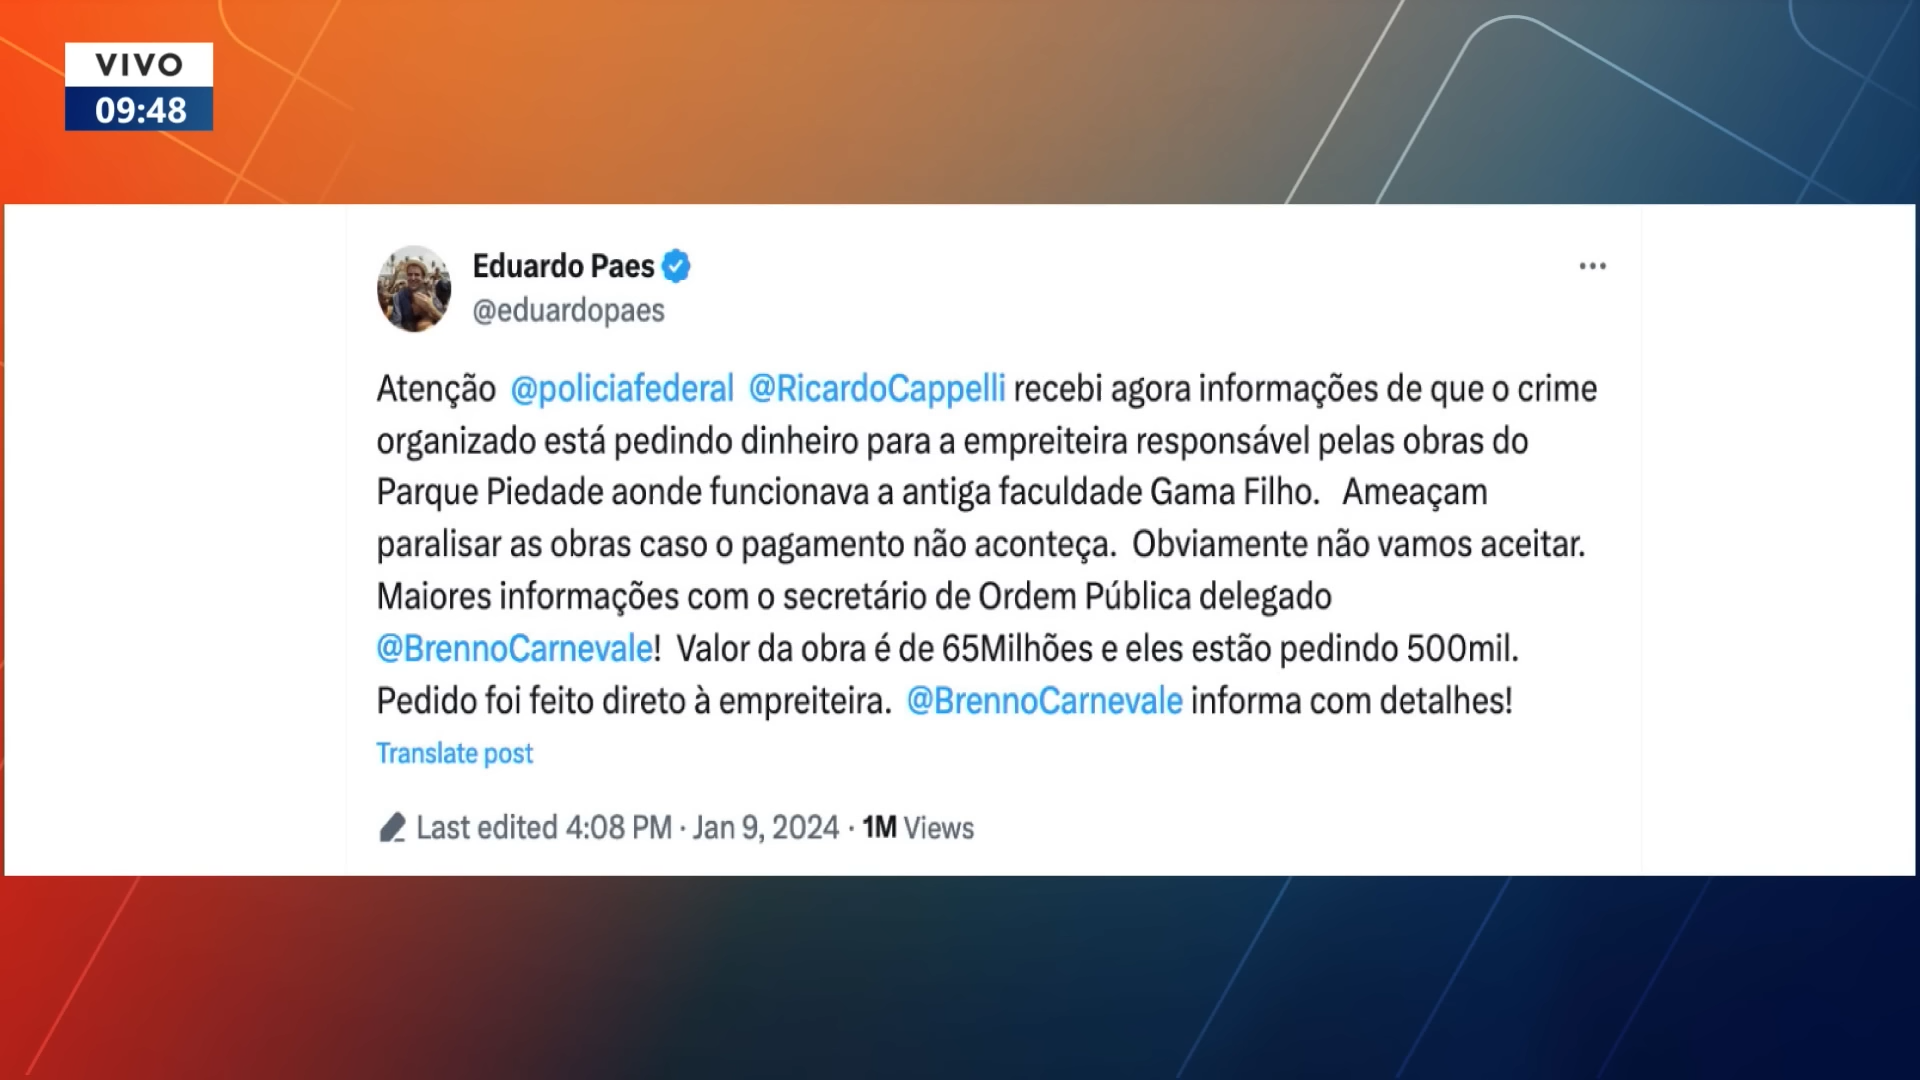 VIVO
09:48
Eduardo Paes
@eduardopaes
Atenção @policiafederal @RicardoCappelli recebi agora informações de que o crime
organizado está pedindo dinheiro para a empreiteira responsável pelas obras do
Parque Piedade aonde funcionava a antiga faculdade Gama Filho. Ameaçam
paralisar as obras caso o pagamento não aconteça. Obviamente não vamos aceitar.
Maiores informações com o secretário de Ordem Pública delegado
@BrennoCarnevale! Valor da obra é de 65Milhões e eles estão pedindo 500mil.
Pedido foi feito direto à empreiteira. @BrennoCarnevale informa com detalhes!
Translate post
Last edited 4:08 PM · Jan 9, 2024 · 1M Views